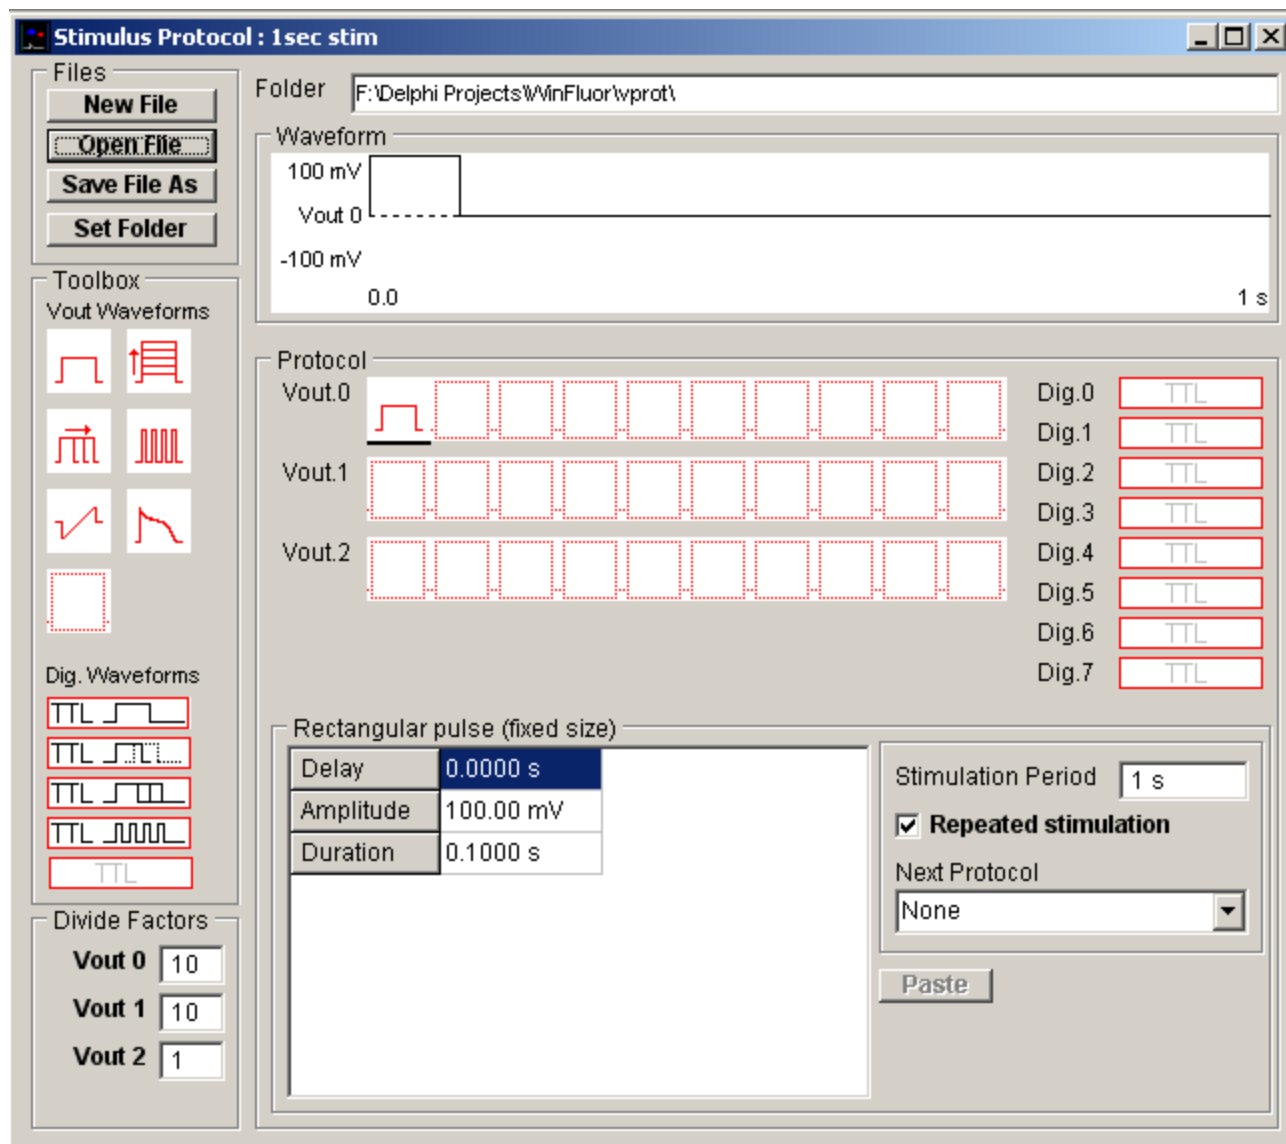 Stimulus Protocol : 1sec stim
Files
New File
Open File
Save File As
Set Folder
Folder F:\Delphi Projects\WinFluor\vprot\
Waveform
100 mV
Vout 0
-100 mV
0.0 1 s
Toolbox
Vout Waveforms
Dig. Waveforms
TTL
TTL
TTL
TTL
TTL
Divide Factors
Vout 0 10
Vout 1 10
Vout 2 1
Protocol
Vout.0
Vout.1
Vout.2
Dig.0 TTL
Dig.1 TTL
Dig.2 TTL
Dig.3 TTL
Dig.4 TTL
Dig.5 TTL
Dig.6 TTL
Dig.7 TTL
Rectangular pulse (fixed size)
Delay 0.0000 s
Amplitude 100.00 mV
Duration 0.1000 s
Stimulation Period 1 s
Repeated stimulation
Next Protocol
None
Paste